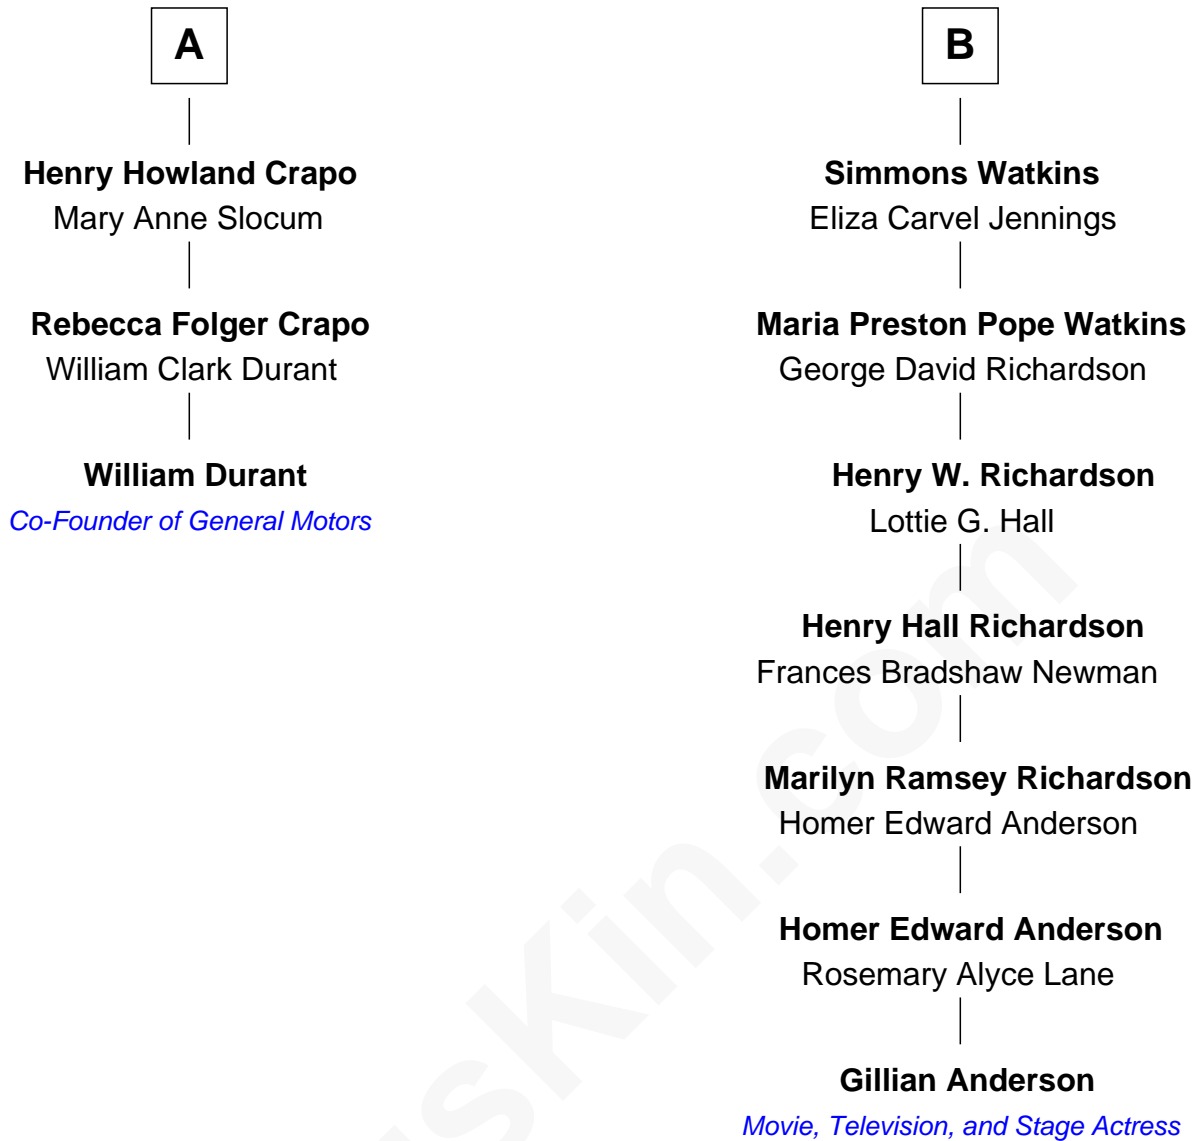 A
Henry Howland Crapo
Mary Anne Slocum
Rebecca Folger Crapo
William Clark Durant
William Durant
Co-Founder of General Motors
B
Simmons Watkins
Eliza Carvel Jennings
Maria Preston Pope Watkins
George David Richardson
Henry W. Richardson
Lottie G. Hall
Henry Hall Richardson
Frances Bradshaw Newman
Marilyn Ramsey Richardson
Homer Edward Anderson
Homer Edward Anderson
Rosemary Alyce Lane
Gillian Anderson
Movie, Television, and Stage Actress